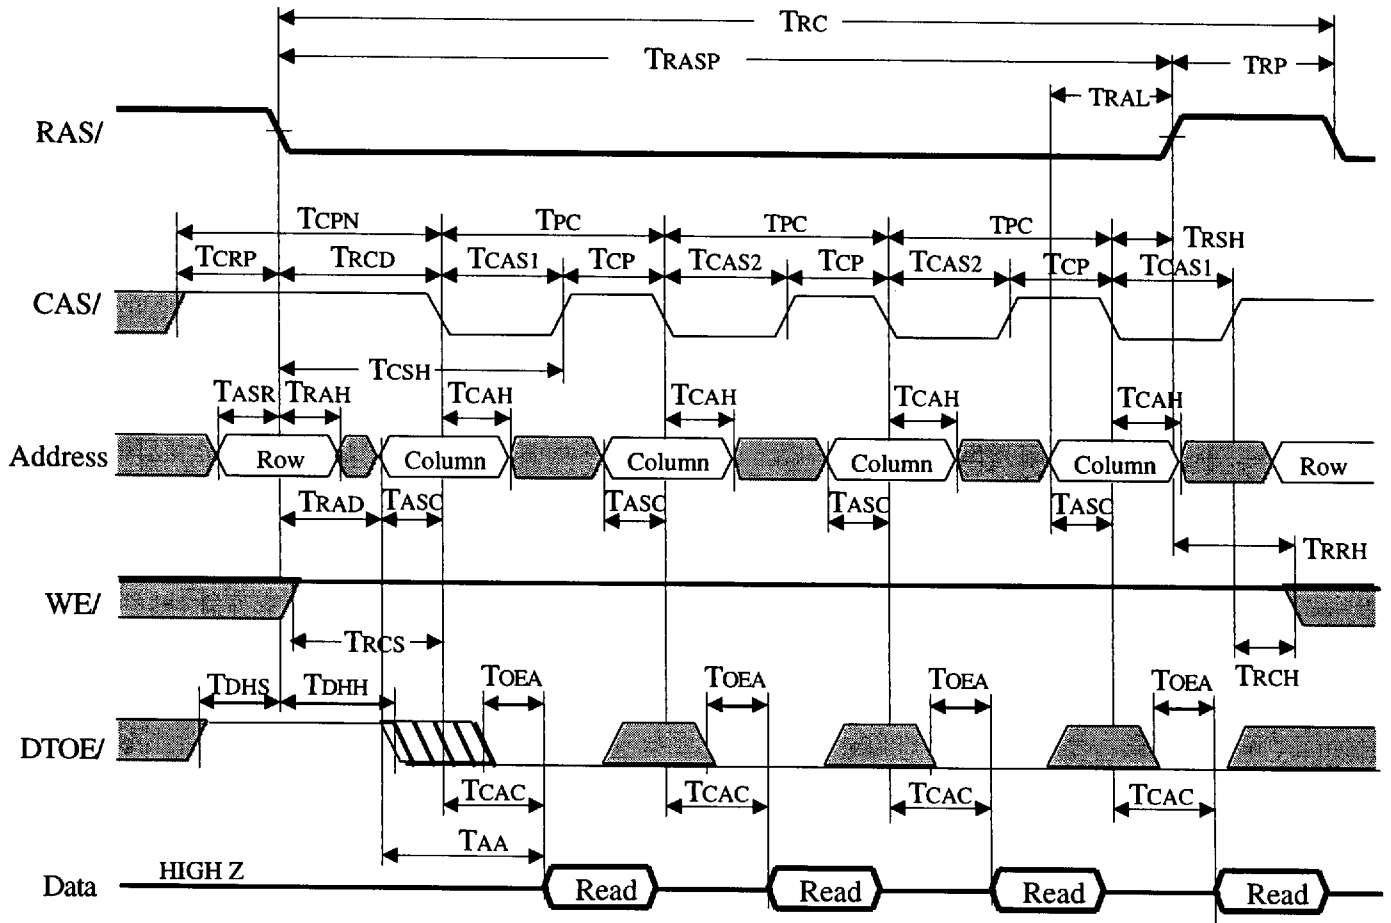 TRC
TRASP
TRP
TRAL
RAS/
TCPN TPC TPC TPC TRSH
TCRP TRCD TCAS1 TCP TCAS2 TCP TCAS2 TCP TCAS1
CAS/
TCSH
TASR TRAH TCAH TCAH TCAH TCAH
Address Row Column Column Column Column Row
TRAD TASC TASC TASC TASC
TRRH
WE/
TRCS
TRCH
TDHS TDHH TOEA TOEA TOEA TOEA
DTOE/
TCAC TCAC TCAC TCAC
TAA
HIGH Z
Data Read Read Read Read